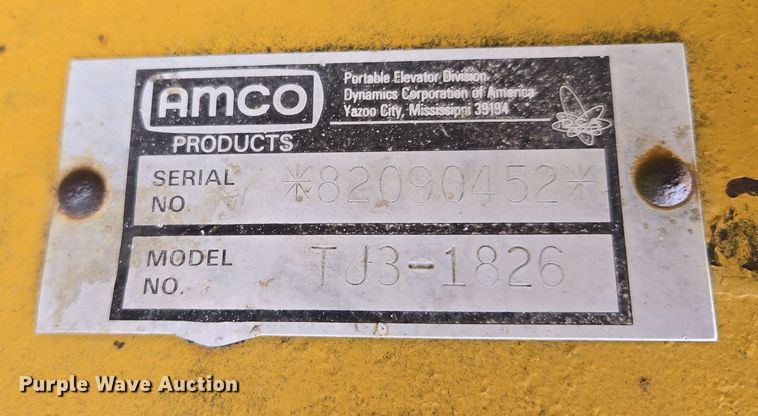 AMCO
PRODUCTS
Portable Elevator Division
Dynamics Corporation of America
Yazoo City, Mississippi 39194
SERIAL NO. *82090452*
MODEL NO. TJ3-1826
Purple Wave Auction